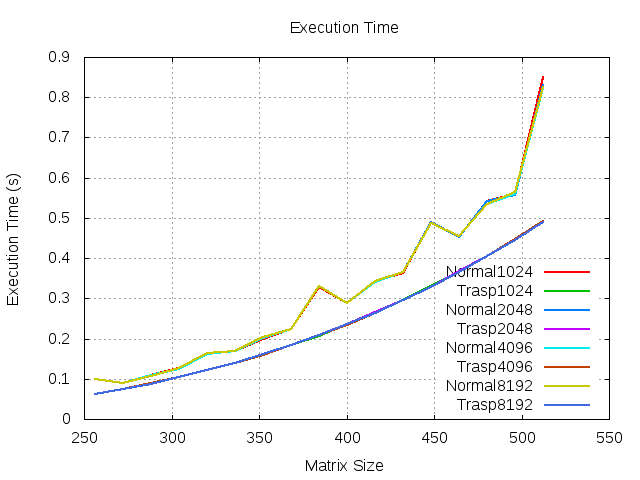 Execution Time
0.9
0.8
0.7
0.6
0.5
0.4
0.3
0.2
0.1
0
Execution Time (s)
Normal1024
Trasp1024
Normal2048
Trasp2048
Normal4096
Trasp4096
Normal8192
Trasp8192
250 300 350 400 450 500 550
Matrix Size